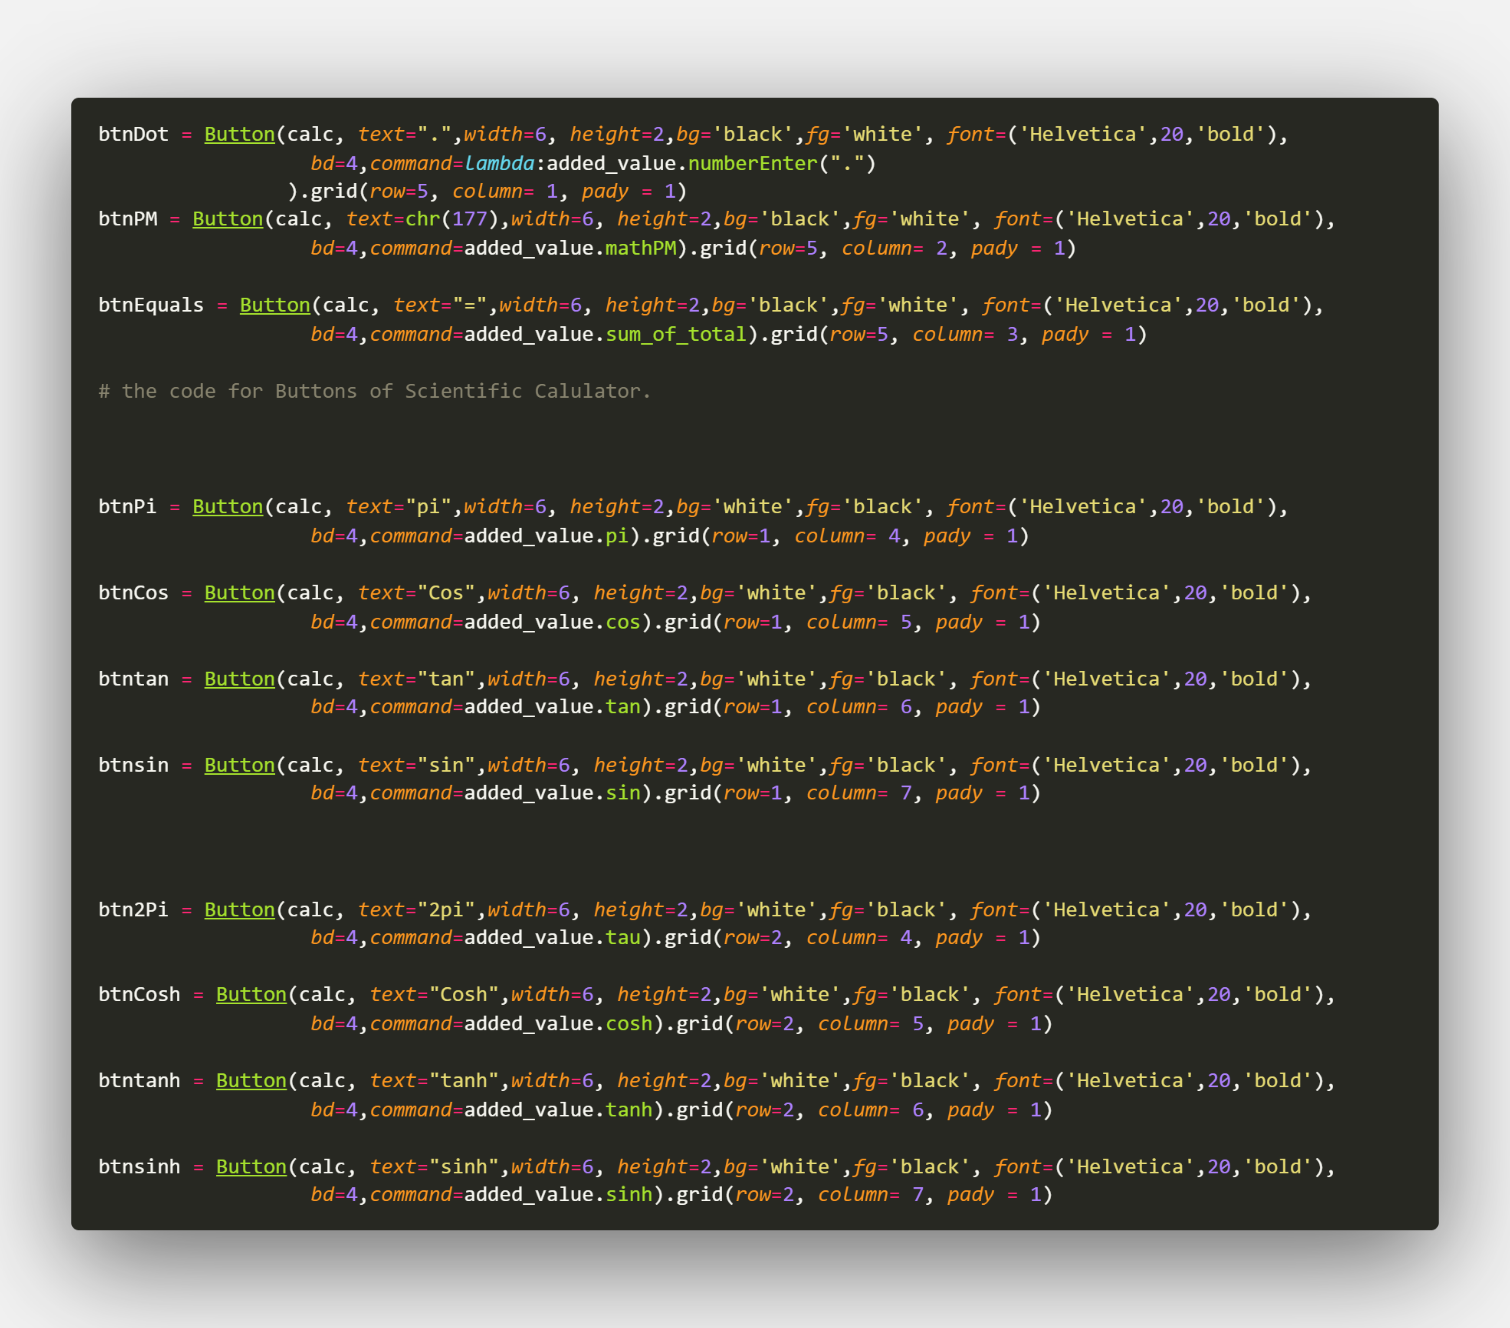 btnDot = Button(calc, text=".",width=6, height=2,bg='black',fg='white', font=('Helvetica',20,'bold'),
                  bd=4,command=lambda:added_value.numberEnter(".")
                ).grid(row=5, column= 1, pady = 1)
btnPM = Button(calc, text=chr(177),width=6, height=2,bg='black',fg='white', font=('Helvetica',20,'bold'),
                  bd=4,command=added_value.mathPM).grid(row=5, column= 2, pady = 1)

btnEquals = Button(calc, text="=",width=6, height=2,bg='black',fg='white', font=('Helvetica',20,'bold'),
                  bd=4,command=added_value.sum_of_total).grid(row=5, column= 3, pady = 1)

# the code for Buttons of Scientific Calulator.

btnPi = Button(calc, text="pi",width=6, height=2,bg='white',fg='black', font=('Helvetica',20,'bold'),
                  bd=4,command=added_value.pi).grid(row=1, column= 4, pady = 1)

btnCos = Button(calc, text="Cos",width=6, height=2,bg='white',fg='black', font=('Helvetica',20,'bold'),
                  bd=4,command=added_value.cos).grid(row=1, column= 5, pady = 1)

btntan = Button(calc, text="tan",width=6, height=2,bg='white',fg='black', font=('Helvetica',20,'bold'),
                  bd=4,command=added_value.tan).grid(row=1, column= 6, pady = 1)

btnsin = Button(calc, text="sin",width=6, height=2,bg='white',fg='black', font=('Helvetica',20,'bold'),
                  bd=4,command=added_value.sin).grid(row=1, column= 7, pady = 1)

btn2Pi = Button(calc, text="2pi",width=6, height=2,bg='white',fg='black', font=('Helvetica',20,'bold'),
                  bd=4,command=added_value.tau).grid(row=2, column= 4, pady = 1)

btnCosh = Button(calc, text="Cosh",width=6, height=2,bg='white',fg='black', font=('Helvetica',20,'bold'),
                  bd=4,command=added_value.cosh).grid(row=2, column= 5, pady = 1)

btntanh = Button(calc, text="tanh",width=6, height=2,bg='white',fg='black', font=('Helvetica',20,'bold'),
                  bd=4,command=added_value.tanh).grid(row=2, column= 6, pady = 1)

btnsinh = Button(calc, text="sinh",width=6, height=2,bg='white',fg='black', font=('Helvetica',20,'bold'),
                  bd=4,command=added_value.sinh).grid(row=2, column= 7, pady = 1)